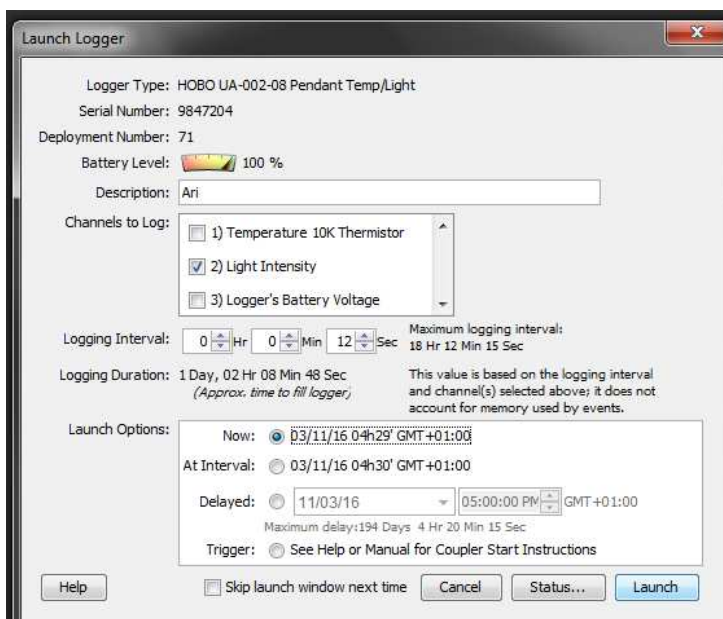 Launch Logger
Logger Type: HOBO UA-002-08 Pendant Temp/Light
Serial Number: 9847204
Deployment Number: 71
Battery Level: 100 %
Description: Ari
Channels to Log:
1) Temperature 10K Thermistor
2) Light Intensity
3) Logger's Battery Voltage
Logging Interval: 0 Hr 0 Min 12 Sec
Maximum logging interval:
18 Hr 12 Min 15 Sec
Logging Duration: 1 Day, 02 Hr 08 Min 48 Sec
(Approx. time to fill logger)
This value is based on the logging interval
and channel(s) selected above; it does not
account for memory used by events.
Launch Options:
Now: 03/11/16 04h29' GMT+01:00
At Interval: 03/11/16 04h30' GMT+01:00
Delayed: 11/03/16 05:00:00 PM GMT+01:00
Maximum delay:194 Days 4 Hr 20 Min 15 Sec
Trigger: See Help or Manual for Coupler Start Instructions
Help Skip launch window next time Cancel Status... Launch